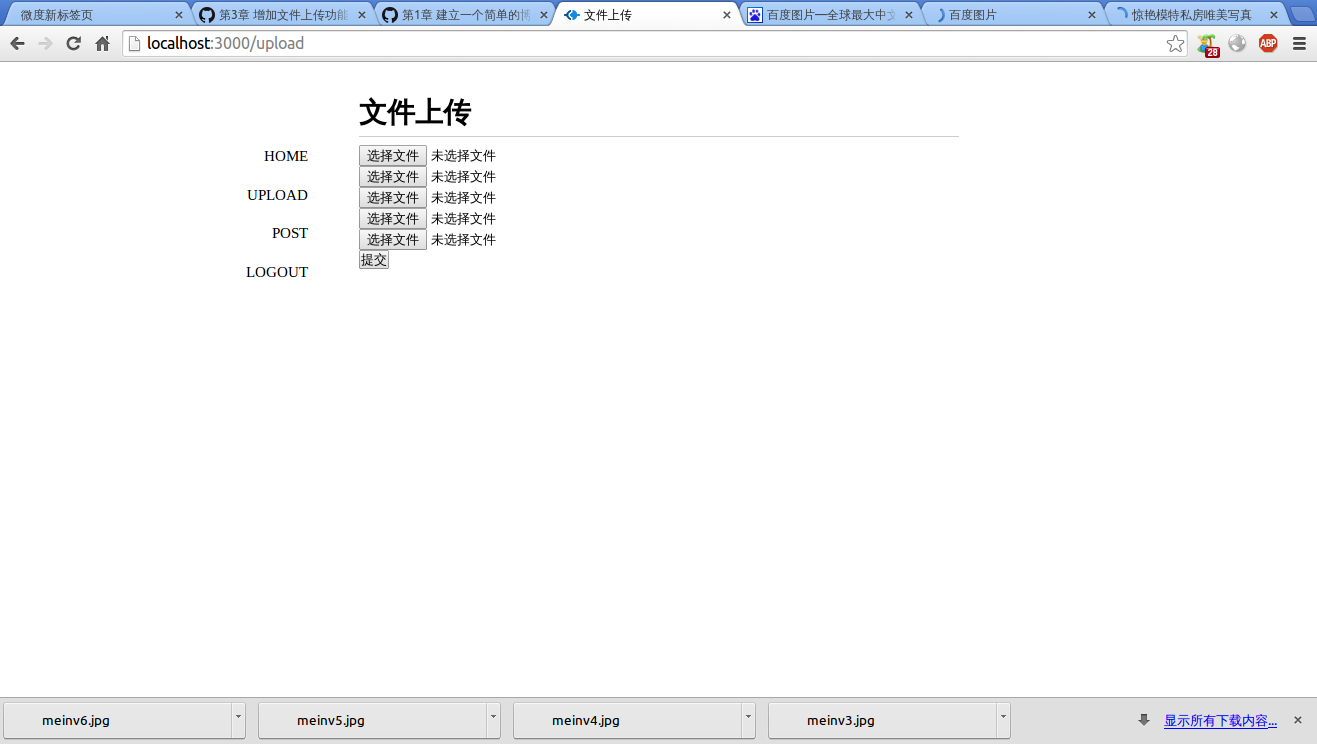 微度新标签页
第3章 增加文件上传功能
第1章 建立一个简单的博
文件上传
百度图片—全球最大中文
百度图片
惊艳模特私房唯美写真
localhost:3000/upload
28
ABP
文件上传
HOME
UPLOAD
POST
LOGOUT
选择文件 未选择文件
选择文件 未选择文件
选择文件 未选择文件
选择文件 未选择文件
选择文件 未选择文件
提交
meinv6.jpg
meinv5.jpg
meinv4.jpg
meinv3.jpg
显示所有下载内容...